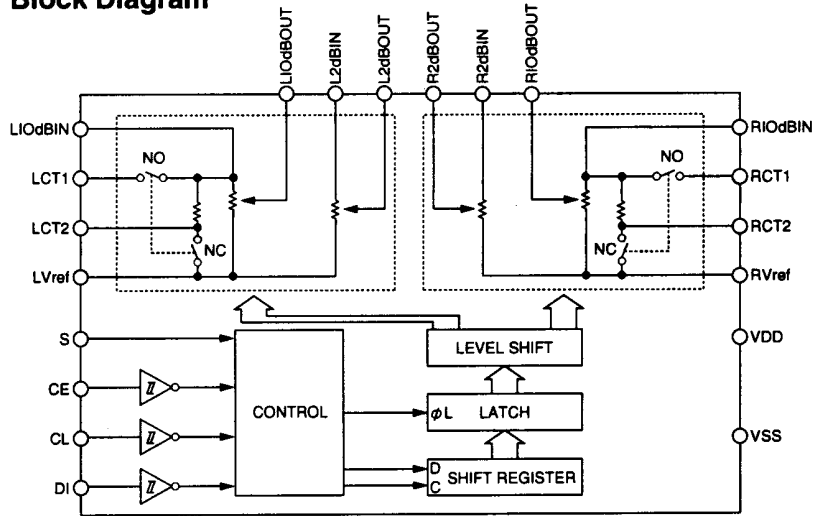 Block Diagram
LIOdBOUT
L2dBIN
L2dBOUT
R2dBOUT
R2dBIN
RIOdBOUT
LIOdBIN
RIOdBIN
NO
NO
LCT1
RCT1
LCT2
RCT2
NC
NC
LVref
RVref
S
LEVEL SHIFT
VDD
CE
CONTROL
φL LATCH
CL
VSS
D
SHIFT REGISTER
C
DI